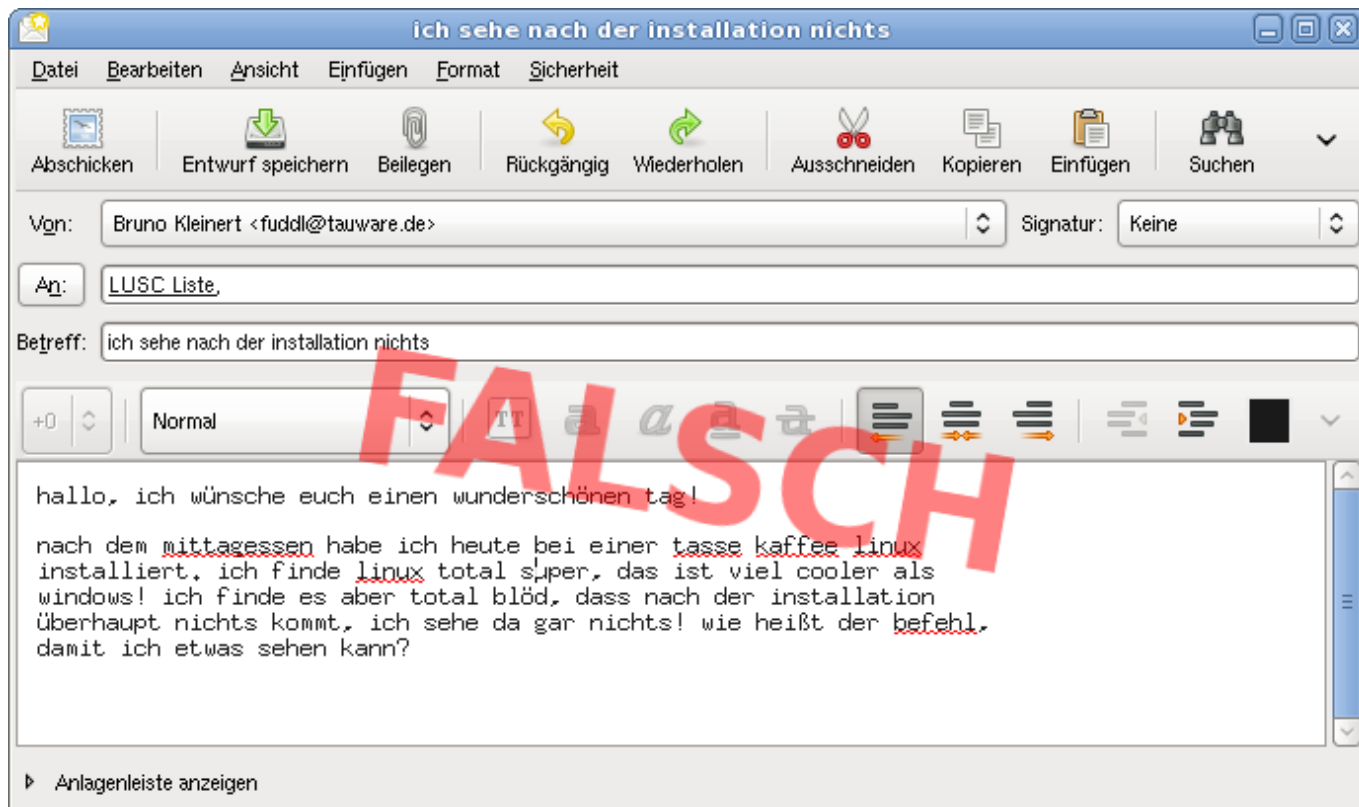 ich sehe nach der installation nichts
Datei Bearbeiten Ansicht Einfügen Format Sicherheit
Abschicken Entwurf speichern Beilegen Rückgängig Wiederholen Ausschneiden Kopieren Einfügen Suchen
Von: Bruno Kleinert <fuddl@tauware.de> Signatur: Keine
An: LUSC Liste,
Betreff: ich sehe nach der installation nichts
FALSCH
+0 Normal TT a a a a
hallo, ich wünsche euch einen wunderschönen tag!
nach dem mittagessen habe ich heute bei einer tasse kaffee linux
installiert. ich finde linux total super, das ist viel cooler als
windows! ich finde es aber total blöd, dass nach der installation
überhaupt nichts kommt, ich sehe da gar nichts! wie heißt der befehl,
damit ich etwas sehen kann?
Anlagenleiste anzeigen